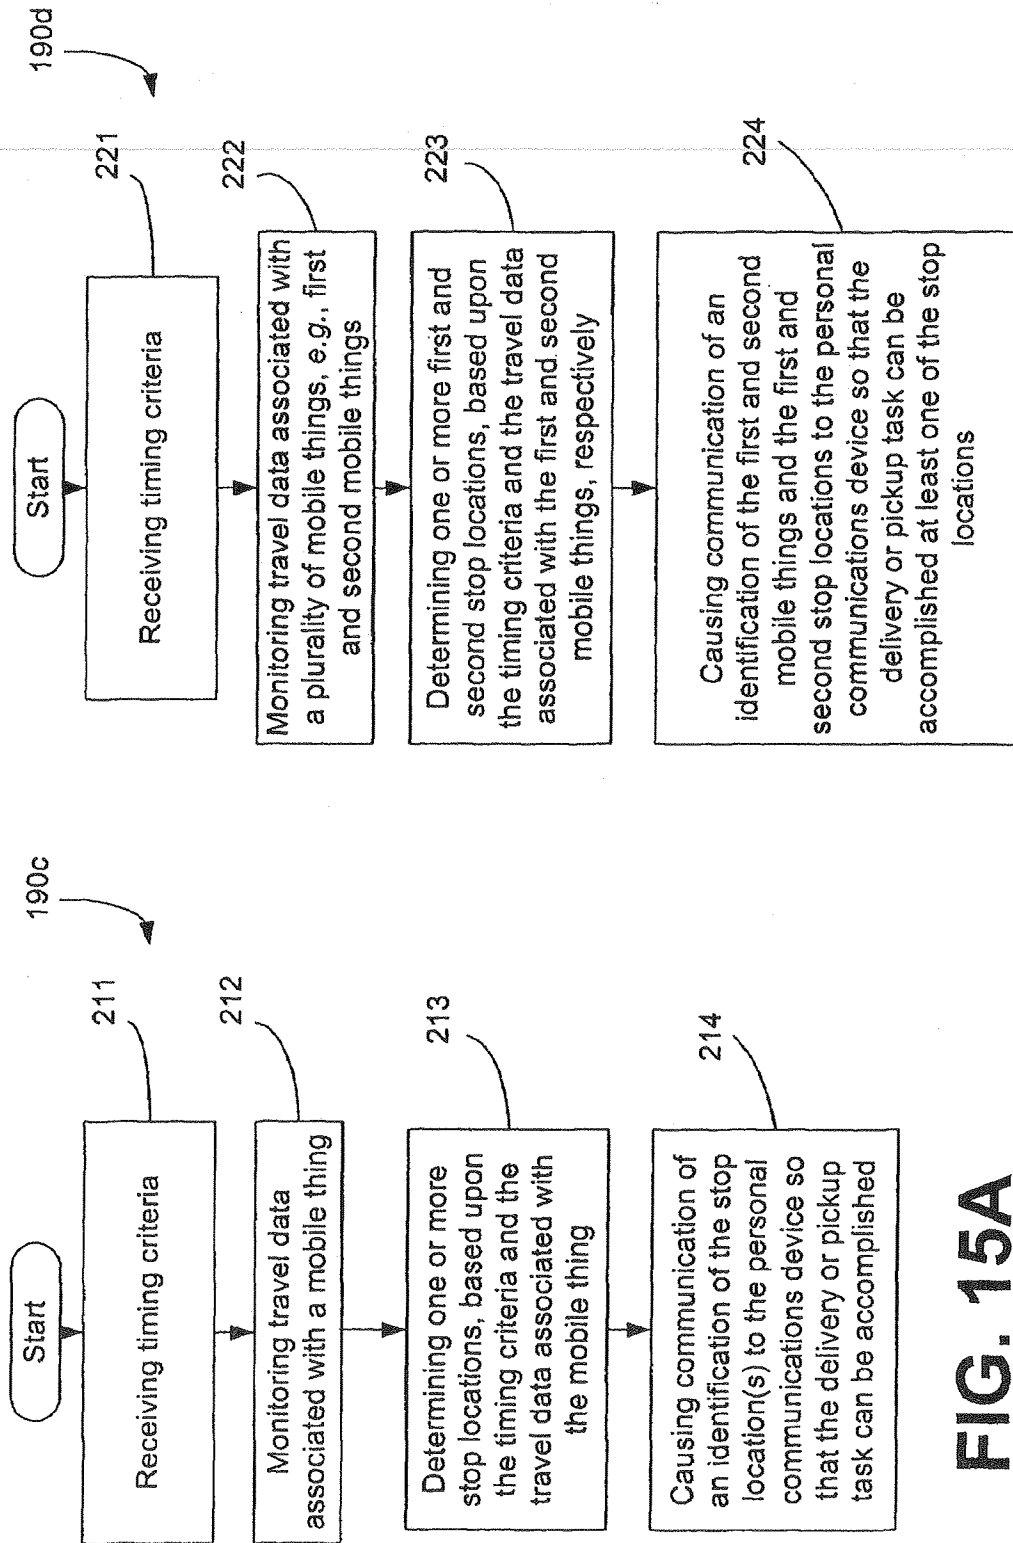 190c
Start
211
Receiving timing criteria
212
Monitoring travel data
associated with a mobile thing
213
Determining one or more
stop locations, based upon
the timing criteria and the
travel data associated with
the mobile thing
214
Causing communication of
an identification of the stop
location(s) to the personal
communications device so
that the delivery or pickup
task can be accomplished
190d
Start
221
Receiving timing criteria
222
Monitoring travel data associated with
a plurality of mobile things, e.g., first
and second mobile things
223
Determining one or more first and
second stop locations, based upon
the timing criteria and the travel data
associated with the first and second
mobile things, respectively
224
Causing communication of an
identification of the first and second
mobile things and the first and
second stop locations to the personal
communications device so that the
delivery or pickup task can be
accomplished at least one of the stop
locations
FIG. 15A